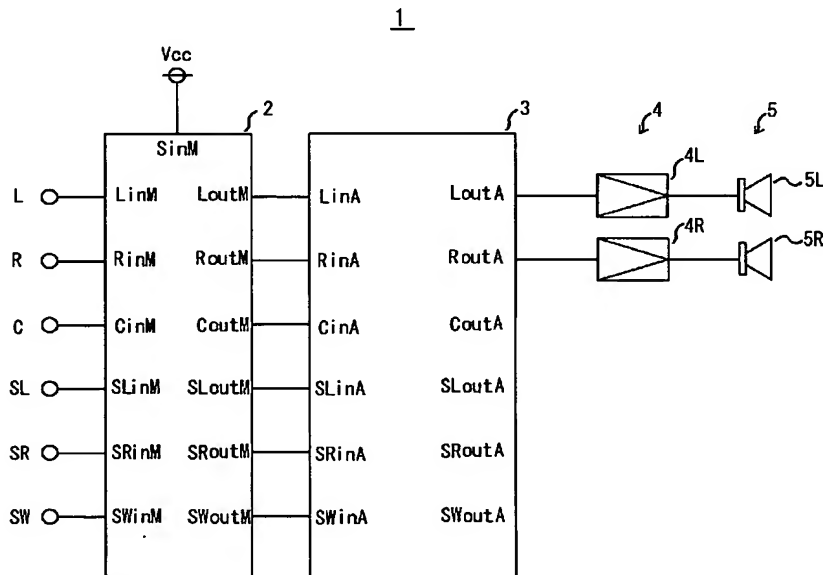 1
Vcc
2
3
4
5
SinM
4L
5L
L LinM LoutM LinA LoutA
4R
5R
R RinM RoutM RinA RoutA
C CinM CoutM CinA CoutA
SL SLinM SLoutM SLinA SLoutA
SR SRinM SRoutM SRinA SRoutA
SW SWinM SWoutM SWinA SWoutA